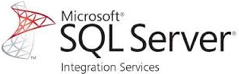 Microsoft®
SQL Server®
Integration Services